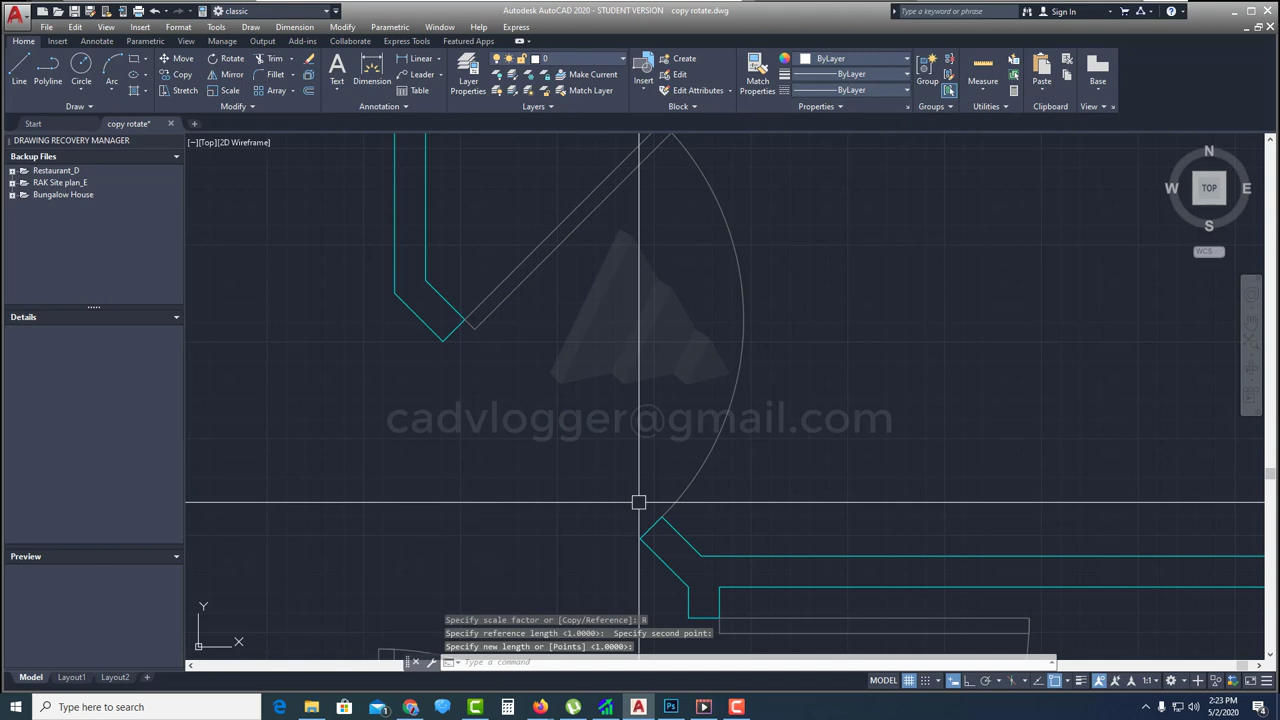 Autodesk AutoCAD 2020 - STUDENT VERSION copy rotate.dwg
classic
Type a keyword or phrase
Sign In
File Edit View Insert Format Tools Draw Dimension Modify Parametric Window Help Express
Home Insert Annotate Parametric View Manage Output Add-ins Collaborate Express Tools Featured Apps
Line Polyline Circle Arc
Move Rotate Trim
Copy Mirror Fillet
Stretch Scale Array
Text Dimension
Linear
Leader
Table
Layer Properties
0
Make Current
Match Layer
Insert
Create
Edit
Edit Attributes
Match Properties
ByLayer
ByLayer
ByLayer
Group
Measure
Paste
Base
Draw Modify Annotation Layers Block Properties Groups Utilities Clipboard View
Start copy rotate*
DRAWING RECOVERY MANAGER
Backup Files
Restaurant_D
RAK Site plan_E
Bungalow House
Details
Preview
[−][Top][2D Wireframe]
N
W TOP E
S
WCS
cadvlogger@gmail.com
Y
X
Specify scale factor or [Copy/Reference]: R
Specify reference length <1.0000>: Specify second point:
Specify new length or [Points] <1.0000>:
Type a command
Model Layout1 Layout2
MODEL
1:1
Type here to search
2:23 PM
5/2/2020